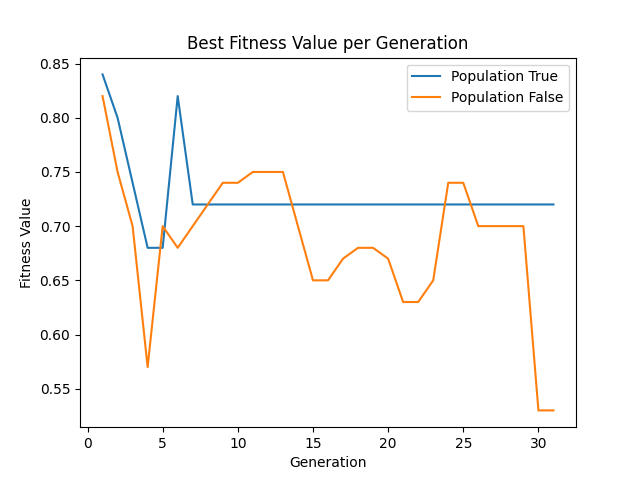 Best Fitness Value per Generation
Population True
Population False
Fitness Value
0.85
0.80
0.75
0.70
0.65
0.60
0.55
0 5 10 15 20 25 30
Generation